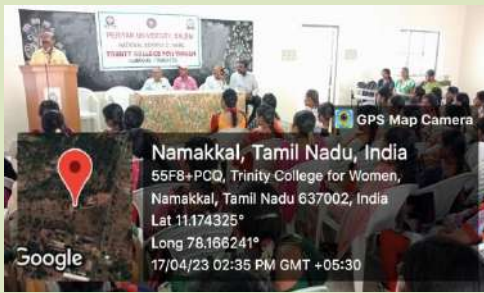 PERIYAR UNIVERSITY, SALEM
TRINITY COLLEGE FOR WOMEN
GPS Map Camera
Namakkal, Tamil Nadu, India
55F8+PCQ, Trinity College for Women,
Namakkal, Tamil Nadu 637002, India
Lat 11.174325°
Long 78.166241°
17/04/23 02:35 PM GMT +05:30
Google